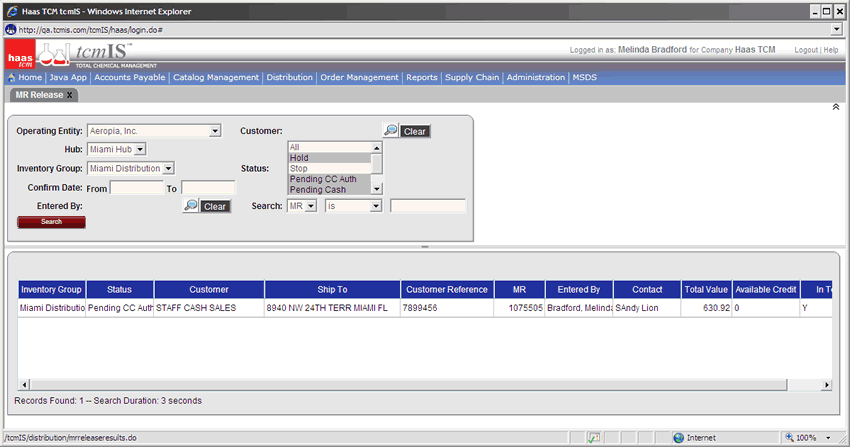 Haas TCM tcmIS - Windows Internet Explorer
http://qa.tcmis.com/tcmIS/haas/login.do#
haas tcm tcmIS™
TOTAL CHEMICAL MANAGEMENT
Logged in as: Melinda Bradford for Company Haas TCM Logout | Help
Home | Java App | Accounts Payable | Catalog Management | Distribution | Order Management | Reports | Supply Chain | Administration | MSDS
MR Release X
Operating Entity: Aeropia, Inc. Customer: Clear
Hub: Miami Hub
Inventory Group: Miami Distribution
Status: All
Hold
Stop
Pending CC Auth
Pending Cash
Confirm Date: From To
Entered By: Clear
Search: MR is
Search
Inventory Group Status Customer Ship To Customer Reference MR Entered By Contact Total Value Available Credit In Te
Miami Distributio Pending CC Auth STAFF CASH SALES 8940 NW 24TH TERR MIAMI FL 7899456 1075505 Bradford, Melinda SAndy Lion 630.92 0 Y
Records Found: 1 -- Search Duration: 3 seconds
/tcmIS/distribution/mrreleaseresults.do Internet 100%